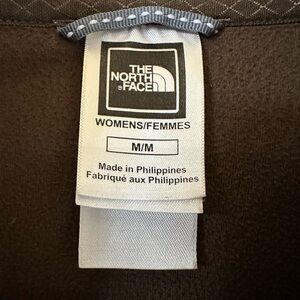 THE
NORTH
FACE
WOMENS/FEMMES
M/M
Made in Philippines
Fabriqué aux Philippines